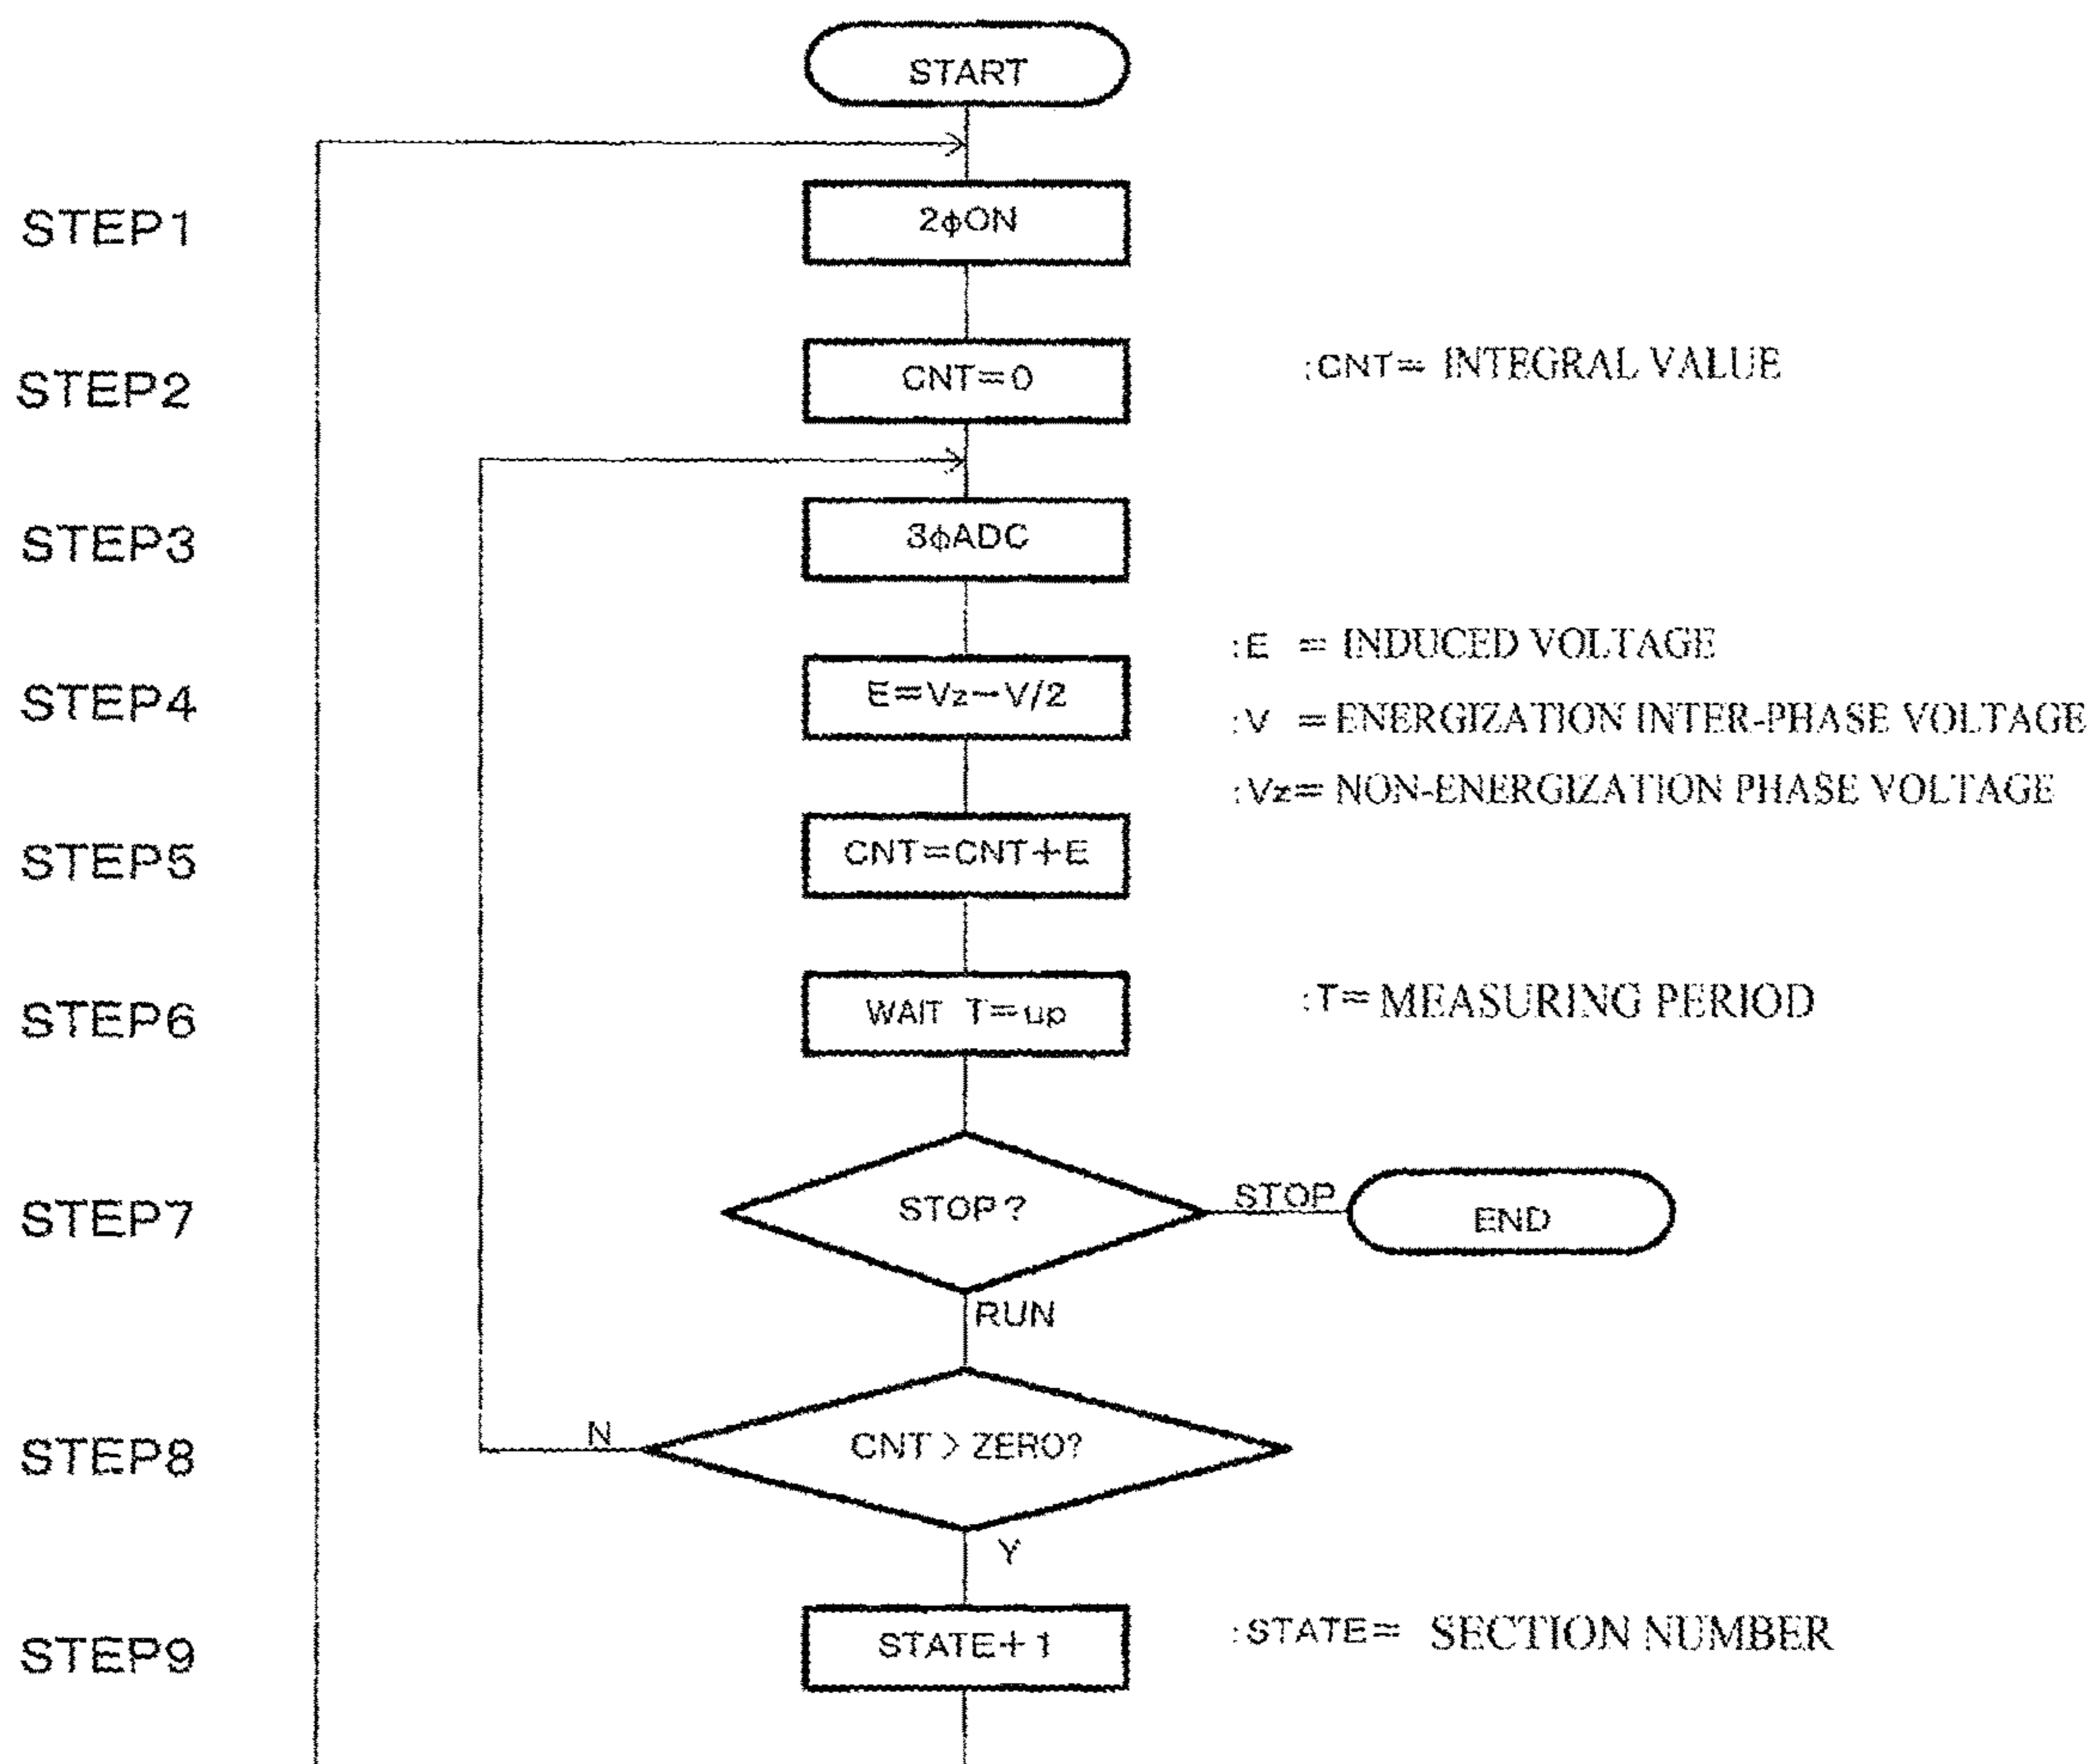 START
STEP1
2ϕON
STEP2
CNT=0
:CNT= INTEGRAL VALUE
STEP3
3ϕADC
STEP4
E=Vz-V/2
:E = INDUCED VOLTAGE
:V = ENERGIZATION INTER-PHASE VOLTAGE
:Vz= NON-ENERGIZATION PHASE VOLTAGE
STEP5
CNT=CNT+E
STEP6
WAIT T=up
:T= MEASURING PERIOD
STEP7
STOP?
STOP
END
RUN
STEP8
N
CNT > ZERO?
Y
STEP9
STATE+1
:STATE= SECTION NUMBER